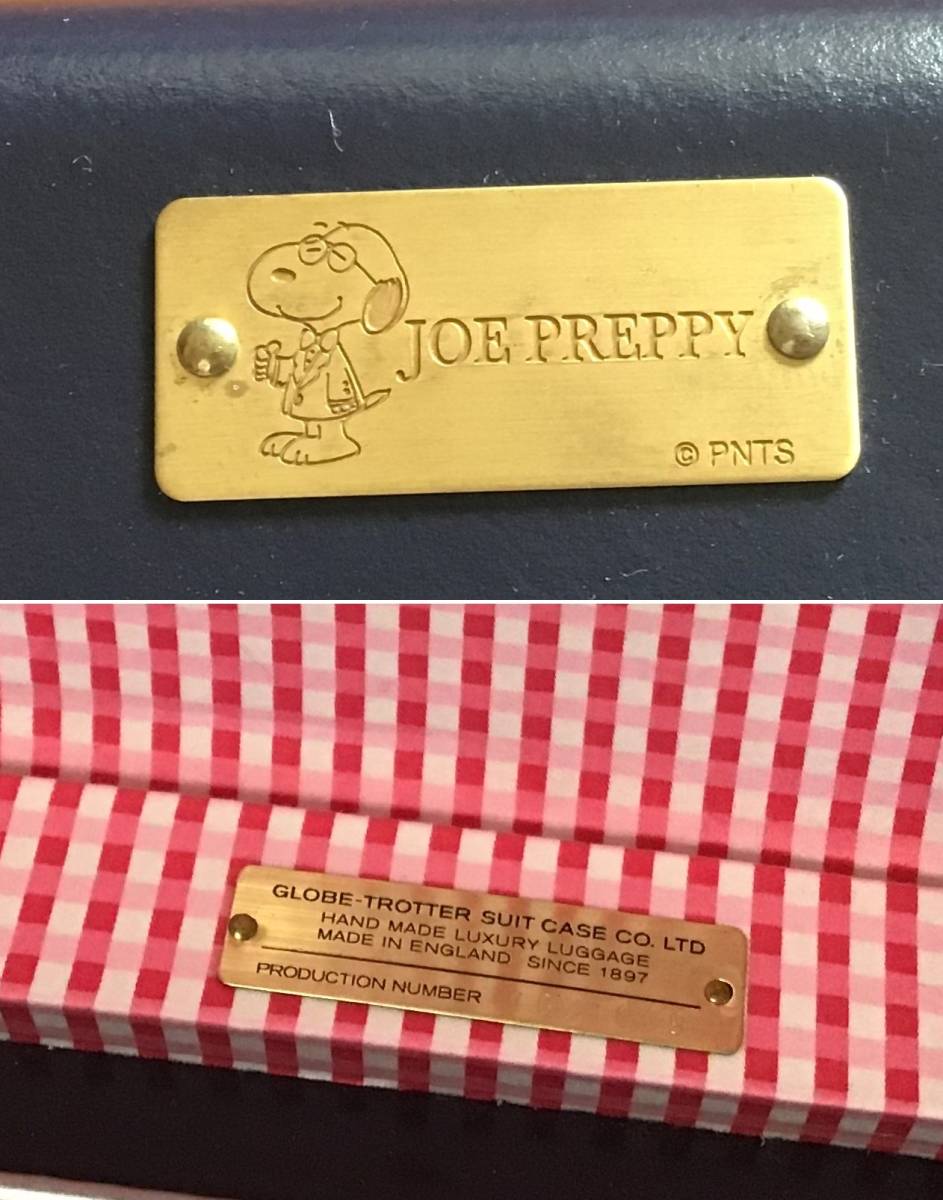 JOE PREPPY
© PNTS
GLOBE-TROTTER SUIT CASE CO. LTD
HAND MADE LUXURY LUGGAGE
MADE IN ENGLAND SINCE 1897
PRODUCTION NUMBER